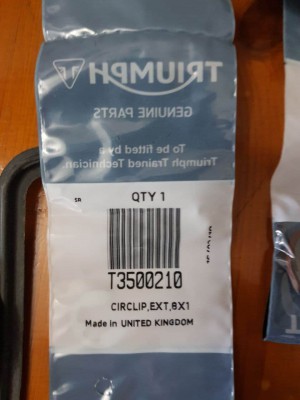 TRIUMPH
GENUINE PARTS
To be fitted by a
Triumph Trained Technician
SR
QTY 1
T3500210
CIRCLIP,EXT,8X1
Made in UNITED KINGDOM